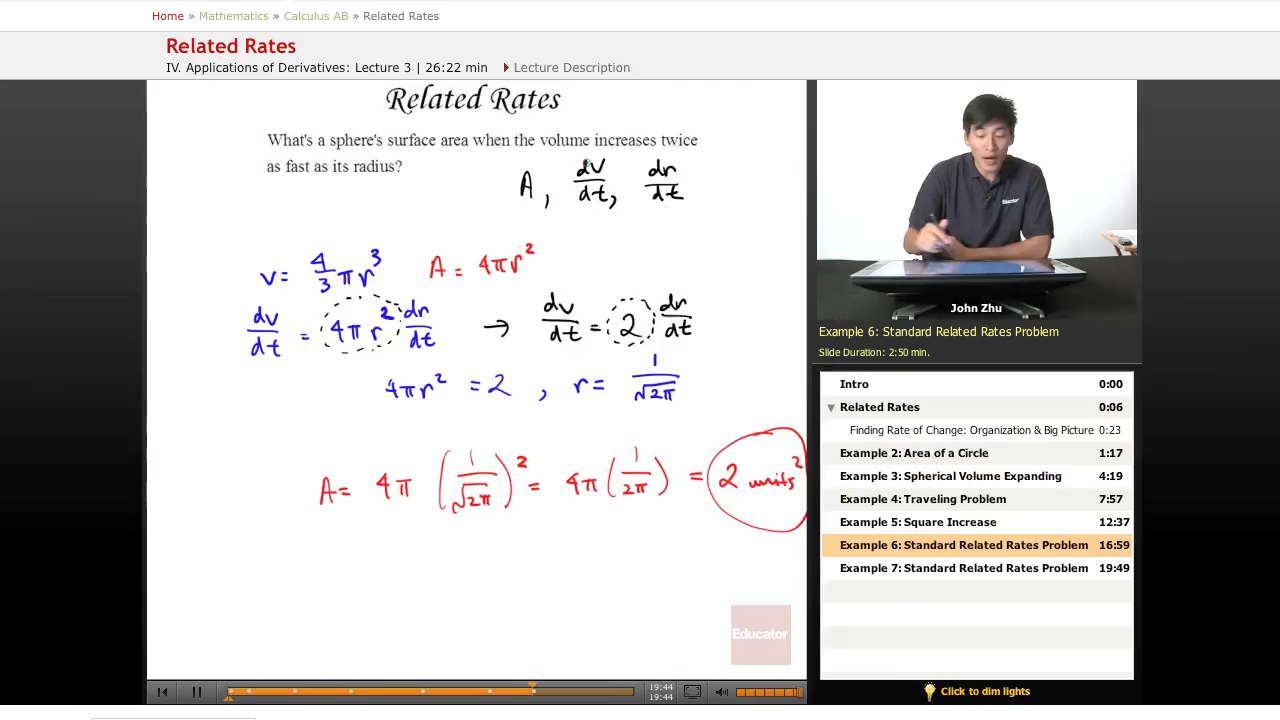 Home » Mathematics » Calculus AB » Related Rates
Related Rates
IV. Applications of Derivatives: Lecture 3 | 26:22 min Lecture Description
Related Rates
What's a sphere's surface area when the volume increases twice
as fast as its radius?
A, dv/dt, dr/dt
v= 4/3 πr³ A = 4πr²
dv/dt = 4πr² dr/dt → dv/dt = 2 dr/dt
4πr² = 2, r= 1/√2π
A= 4π (1/√2π)² = 4π(1/2π) = 2 units²
Educator
19:44
19:44
Educator
John Zhu
Example 6: Standard Related Rates Problem
Slide Duration: 2:50 min.
Intro 0:00
Related Rates 0:06
Finding Rate of Change: Organization & Big Picture 0:23
Example 2: Area of a Circle 1:17
Example 3: Spherical Volume Expanding 4:19
Example 4: Traveling Problem 7:57
Example 5: Square Increase 12:37
Example 6: Standard Related Rates Problem 16:59
Example 7: Standard Related Rates Problem 19:49
Click to dim lights